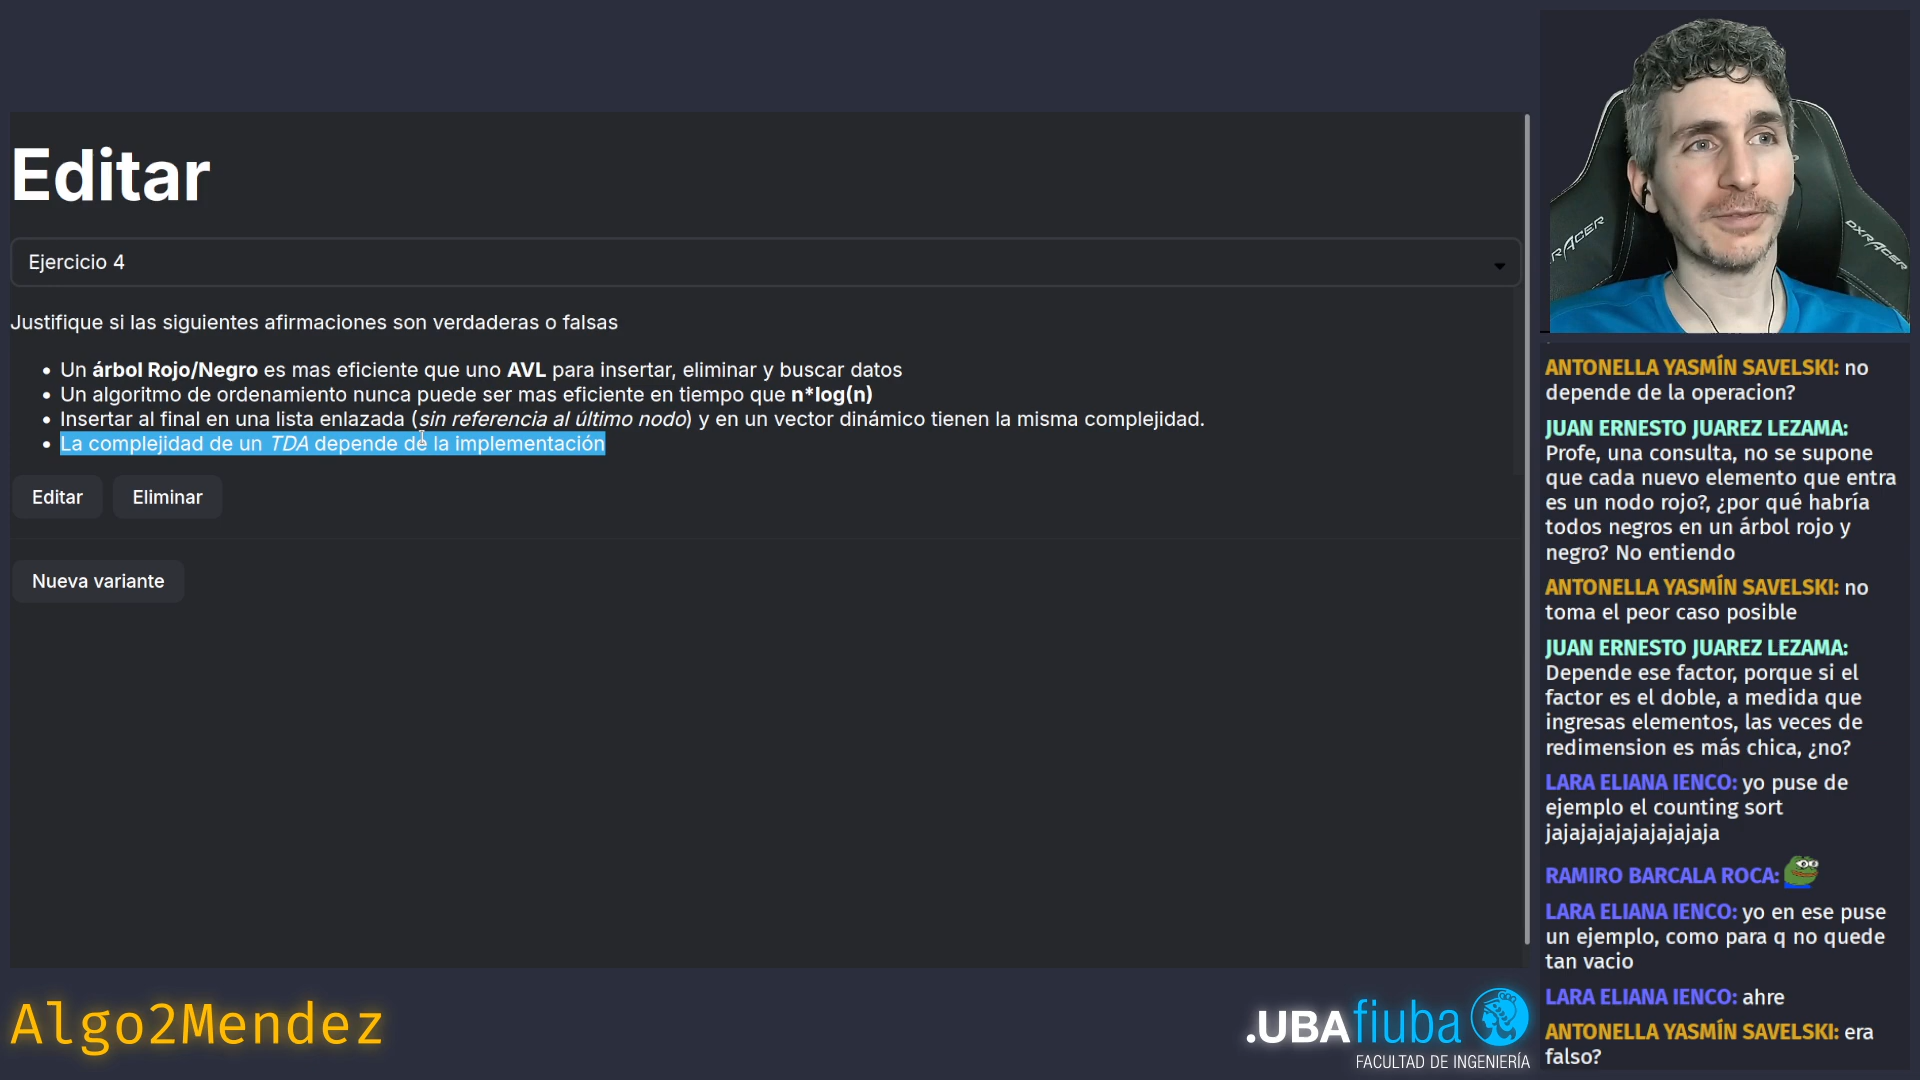 Editar
Ejercicio 4
Justifique si las siguientes afirmaciones son verdaderas o falsas
• Un árbol Rojo/Negro es mas eficiente que uno AVL para insertar, eliminar y buscar datos
• Un algoritmo de ordenamiento nunca puede ser mas eficiente en tiempo que n*log(n)
• Insertar al final en una lista enlazada (sin referencia al último nodo) y en un vector dinámico tienen la misma complejidad.
• La complejidad de un TDA depende de la implementación
Editar Eliminar
Nueva variante
Algo2Mendez
.UBAfiuba
FACULTAD DE INGENIERÍA
RACER
DXRACER
ANTONELLA YASMÍN SAVELSKI: no
depende de la operacion?
JUAN ERNESTO JUAREZ LEZAMA:
Profe, una consulta, no se supone
que cada nuevo elemento que entra
es un nodo rojo?, ¿por qué habría
todos negros en un árbol rojo y
negro? No entiendo
ANTONELLA YASMÍN SAVELSKI: no
toma el peor caso posible
JUAN ERNESTO JUAREZ LEZAMA:
Depende ese factor, porque si el
factor es el doble, a medida que
ingresas elementos, las veces de
redimension es más chica, ¿no?
LARA ELIANA IENCO: yo puse de
ejemplo el counting sort
jajajajajajajajajaja
RAMIRO BARCALA ROCA:
LARA ELIANA IENCO: yo en ese puse
un ejemplo, como para q no quede
tan vacio
LARA ELIANA IENCO: ahre
ANTONELLA YASMÍN SAVELSKI: era
falso?